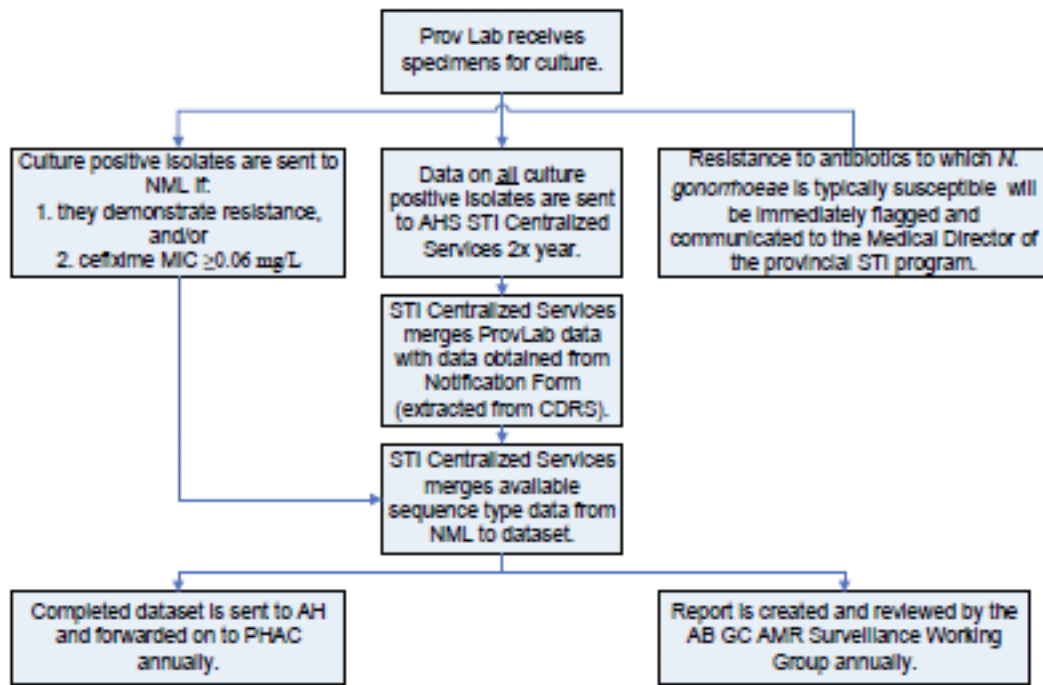 Prov Lab receives
specimens for culture.
Culture positive isolates are sent to
NML if:
1. they demonstrate resistance,
and/or
2. cefixime MIC ≥0.06 mg/L
Data on all culture
positive isolates are sent
to AHS STI Centralized
Services 2x year.
Resistance to antibiotics to which N.
gonorrhoeae is typically susceptible will
be immediately flagged and
communicated to the Medical Director of
the provincial STI program.
STI Centralized Services
merges ProvLab data
with data obtained from
Notification Form
(extracted from CDRS).
STI Centralized Services
merges available
sequence type data from
NML to dataset.
Completed dataset is sent to AH
and forwarded on to PHAC
annually.
Report is created and reviewed by the
AB GC AMR Surveillance Working
Group annually.